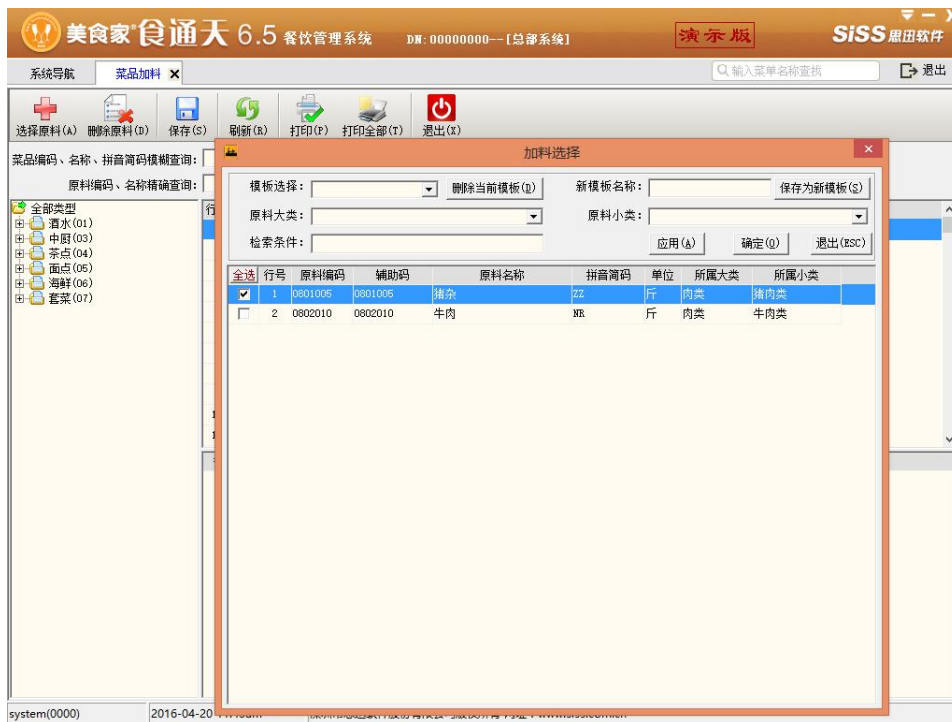 美食家®食通天 6.5 餐饮管理系统 DN:00000000--[总部系统] 演示版 SiSS 思迅软件
系统导航 菜品加料 输入菜单名称查找 退出
选择原料(A) 删除原料(D) 保存(S) 刷新(R) 打印(P) 打印全部(T) 退出(X)
菜品编码、名称、拼音简码模糊查询:
原料编码、名称精确查询:
全部类型
酒水(01)
中厨(03)
茶点(04)
面点(05)
海鲜(06)
套菜(07)
行
加料选择
模板选择: 删除当前模板(D) 新模板名称: 保存为新模板(S)
原料大类: 原料小类:
检索条件: 应用(A) 确定(O) 退出(ESC)
全选 行号 原料编码 辅助码 原料名称 拼音简码 单位 所属大类 所属小类
1 0801005 0801005 猪杂 ZZ 斤 肉类 猪肉类
2 0802010 0802010 牛肉 NR 斤 肉类 牛肉类
system(0000) 2016-04-20